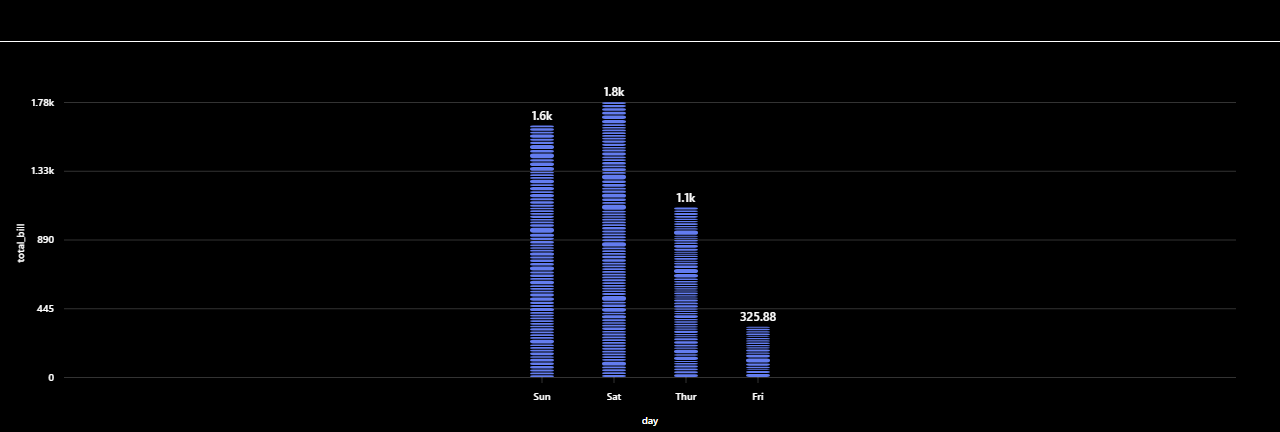 1.8k
1.78k
1.6k
1.33k
1.1k
890
total_bill
445
325.88
0
Sun Sat Thur Fri
day